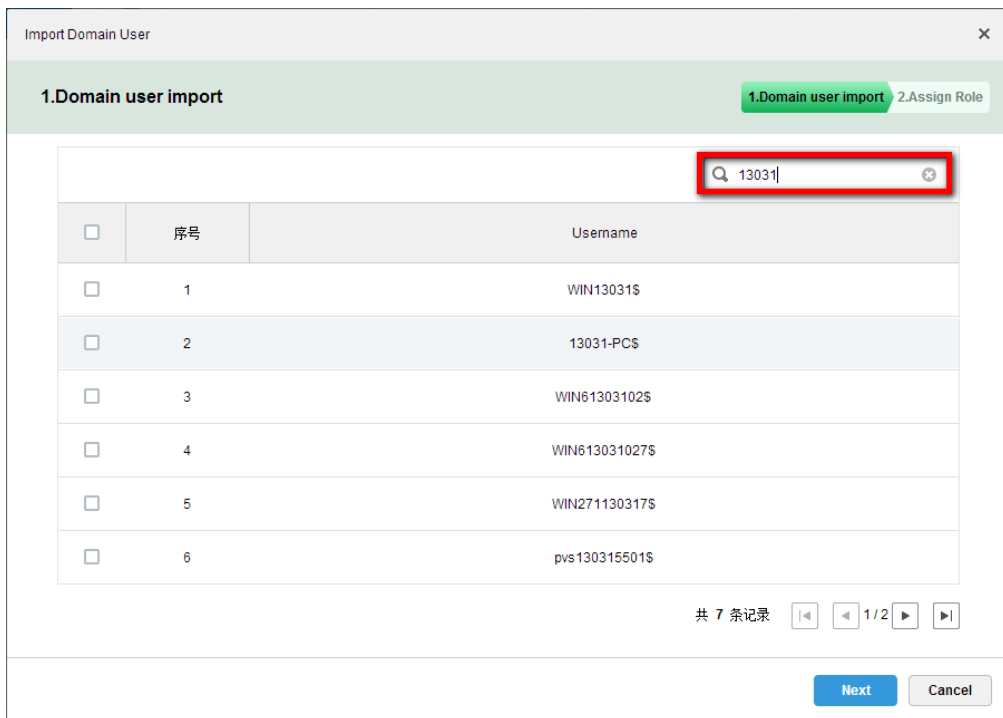 Import Domain User
1.Domain user import
1.Domain user import 2.Assign Role
13031
序号 Username
1 WIN13031$
2 13031-PC$
3 WIN61303102$
4 WIN613031027$
5 WIN271130317$
6 pvs130315501$
共 7 条记录 1 / 2
Next Cancel